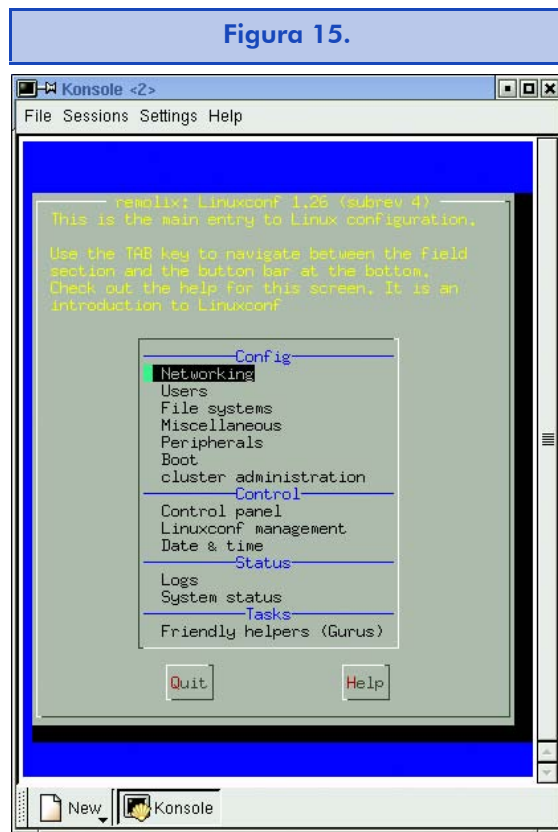 Figura 15.
Konsole <2>
File Sessions Settings Help
remolix: Linuxconf 1.26 (subrev 4)
This is the main entry to Linux configuration.
Use the TAB key to navigate between the field
section and the button bar at the bottom.
Check out the help for this screen. It is an
introduction to Linuxconf
Config
Networking
Users
File systems
Miscellaneous
Peripherals
Boot
cluster administration
Control
Control panel
Linuxconf management
Date & time
Status
Logs
System status
Tasks
Friendly helpers (Gurus)
Quit Help
New Konsole